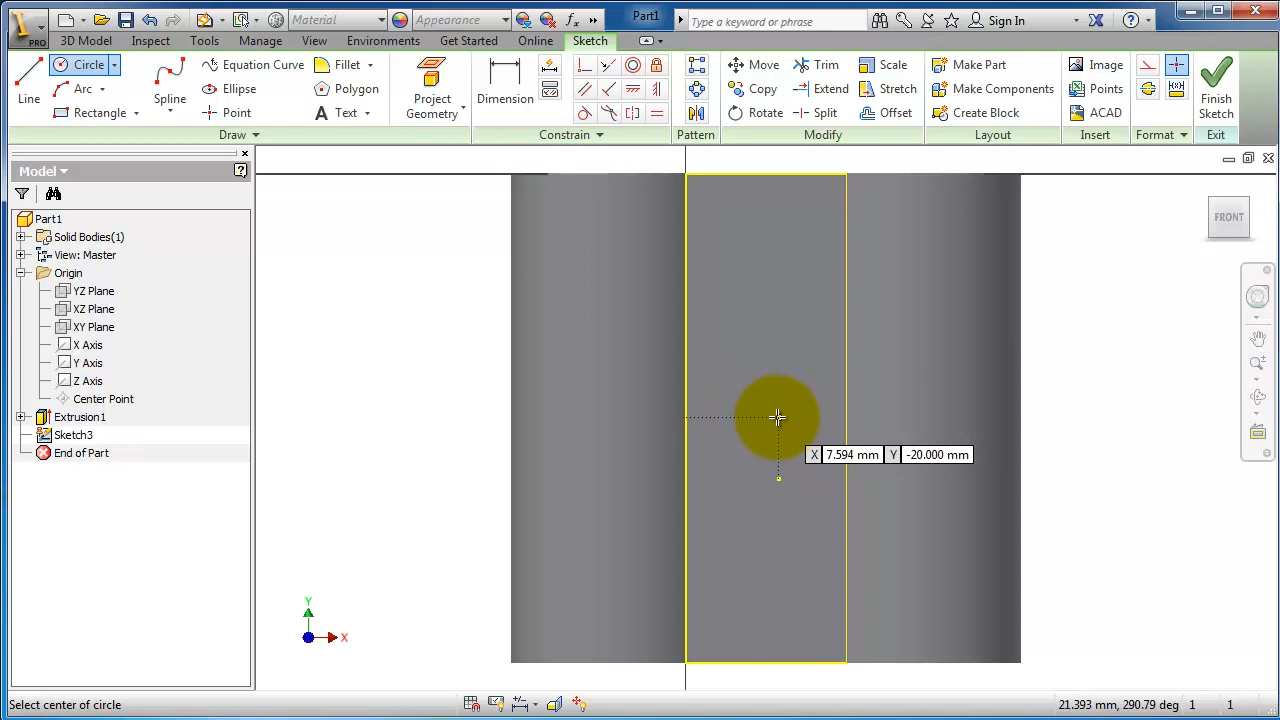 PRO
Material
Appearance
Part1
Type a keyword or phrase
Sign In
3D Model
Inspect
Tools
Manage
View
Environments
Get Started
Online
Sketch
Line
Circle
Arc
Rectangle
Spline
Equation Curve
Ellipse
Point
Fillet
Polygon
Text
Project Geometry
Dimension
Move
Copy
Rotate
Trim
Extend
Split
Scale
Stretch
Offset
Make Part
Make Components
Create Block
Image
Points
ACAD
Finish Sketch
Draw
Constrain
Pattern
Modify
Layout
Insert
Format
Exit
Model
Part1
Solid Bodies(1)
View: Master
Origin
YZ Plane
XZ Plane
XY Plane
X Axis
Y Axis
Z Axis
Center Point
Extrusion1
Sketch3
End of Part
FRONT
X 7.594 mm Y -20.000 mm
Y
X
Select center of circle
21.393 mm, 290.79 deg 1 1